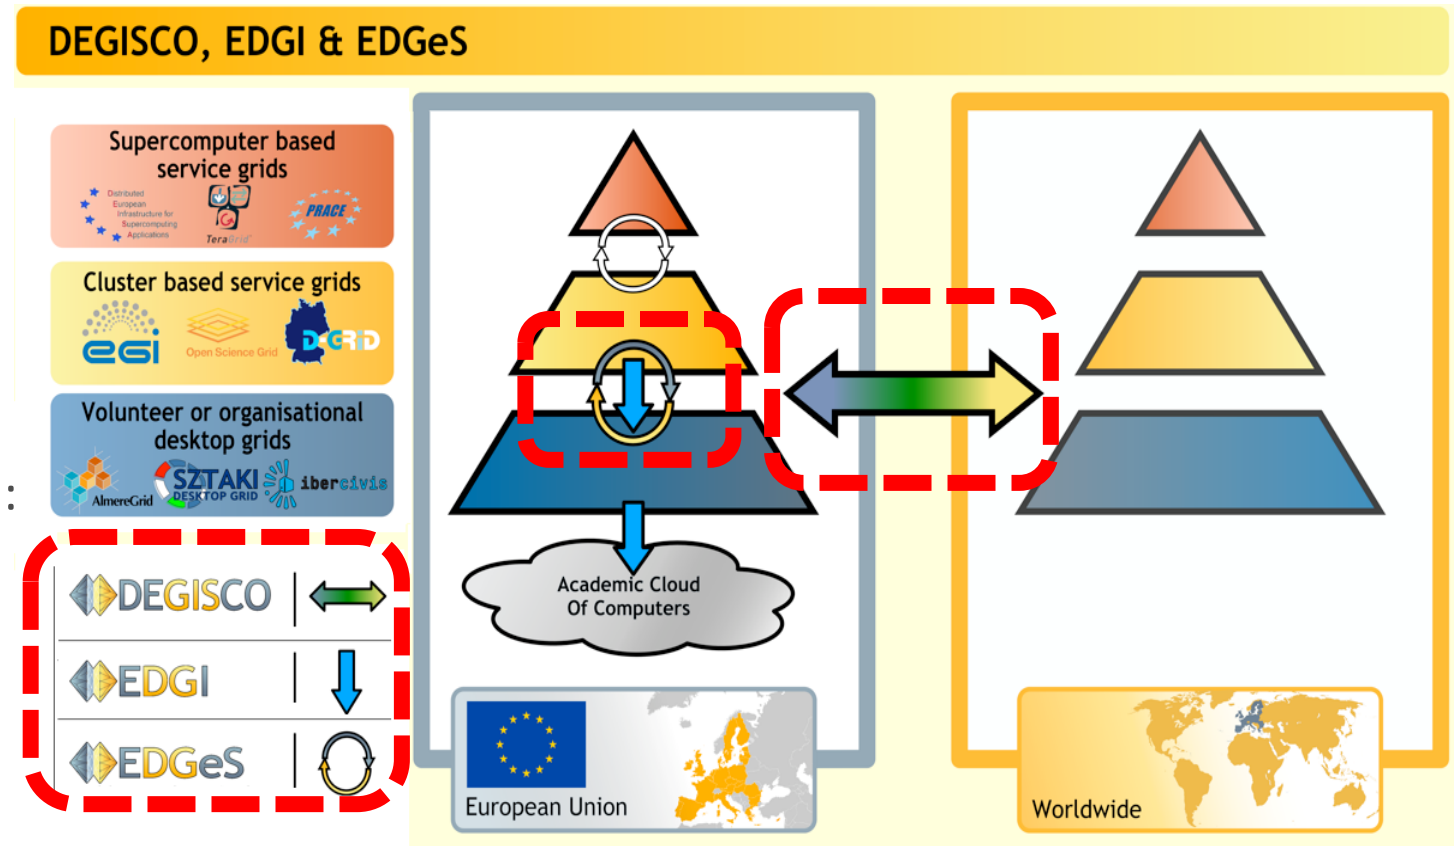 DEGISCO, EDGI & EDGeS
Supercomputer based
service grids
Distributed
European
Infrastructure for
Supercomputing
Applications
TeraGrid
PRACE
Cluster based service grids
eGi
Open Science Grid
D-GRID
Volunteer or organisational
desktop grids
AlmereGrid
SZTAKI
DESKTOP GRID
ibercivis
:
DEGISCO
EDGI
EDGeS
Academic Cloud
Of Computers
European Union
Worldwide